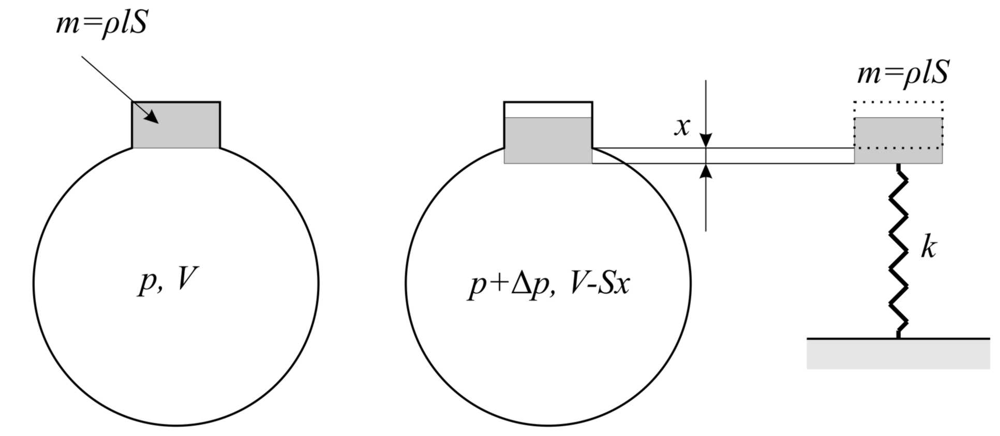 m=ρlS
p, V
p+Δp, V-Sx
x
m=ρlS
k